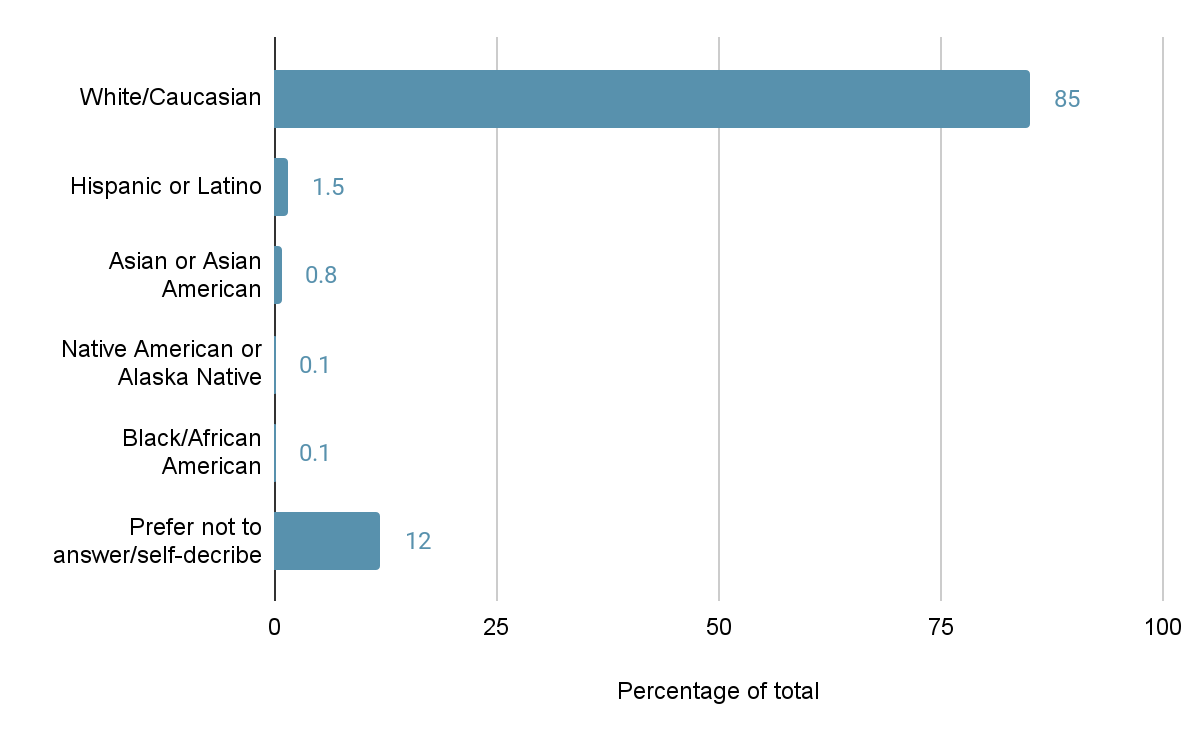 White/Caucasian
85
Hispanic or Latino
1.5
Asian or Asian
American
0.8
Native American or
Alaska Native
0.1
Black/African
American
0.1
Prefer not to
answer/self-decribe
12
0
25
50
75
100
Percentage of total